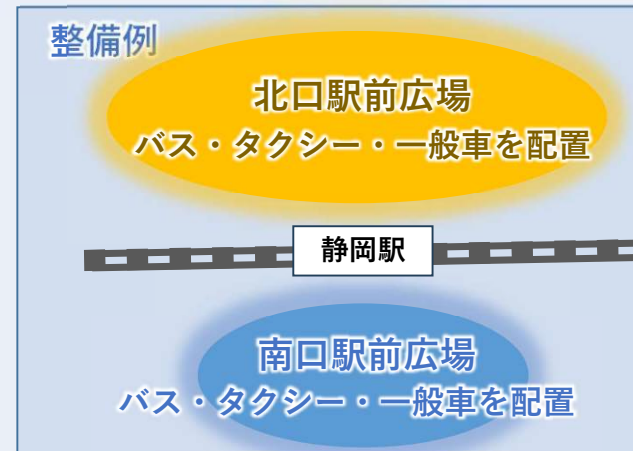 整備例
北口駅前広場
バス・タクシー・一般車を配置
静岡駅
南口駅前広場
バス・タクシー・一般車を配置